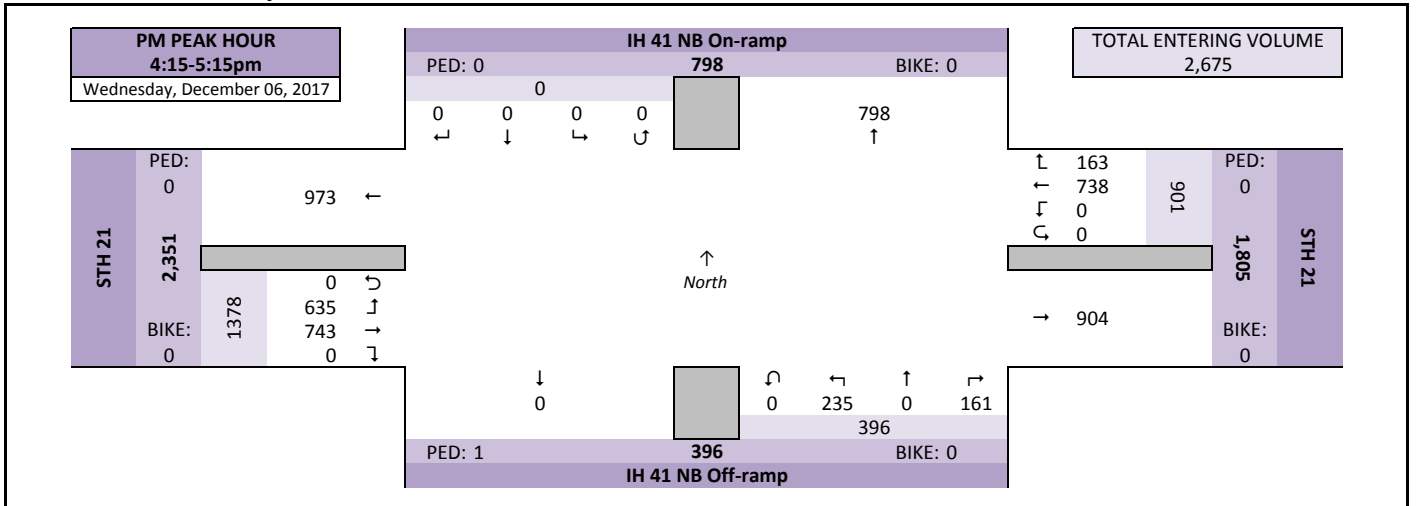 PM PEAK HOUR
4:15-5:15pm
Wednesday, December 06, 2017
IH 41 NB On-ramp
PED: 0 798 BIKE: 0
0
0 0 0 0 798
↵ ↓ ↳ ↺ ↑
TOTAL ENTERING VOLUME
2,675
STH 21
PED:
0
2,351
BIKE:
0
973 ←
1378
0 ⮌
635 ⮥
743 →
0 ⮧
↑
North
↰ 163
← 738
↲ 0
⮎ 0
901
→ 904
PED:
0
1,805
BIKE:
0
STH 21
↓
0
↶ ↰ ↑ ↱
0 235 0 161
396
PED: 1 396 BIKE: 0
IH 41 NB Off-ramp